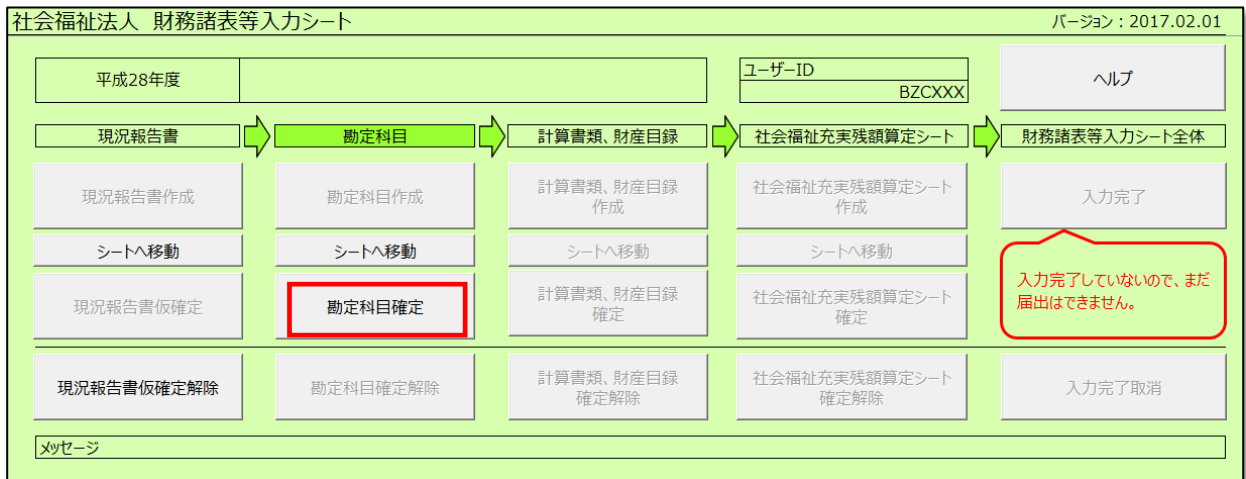 社会福祉法人 財務諸表等入力シート
バージョン：2017.02.01
平成28年度
ユーザーID
BZCXXX
ヘルプ
現況報告書
勘定科目
計算書類、財産目録
社会福祉充実残額算定シート
財務諸表等入力シート全体
現況報告書作成
勘定科目作成
計算書類、財産目録
作成
社会福祉充実残額算定シート
作成
入力完了
シートへ移動
シートへ移動
シートへ移動
シートへ移動
現況報告書仮確定
勘定科目確定
計算書類、財産目録
確定
社会福祉充実残額算定シート
確定
入力完了していないので、まだ
届出はできません。
現況報告書仮確定解除
勘定科目確定解除
計算書類、財産目録
確定解除
社会福祉充実残額算定シート
確定解除
入力完了取消
メッセージ